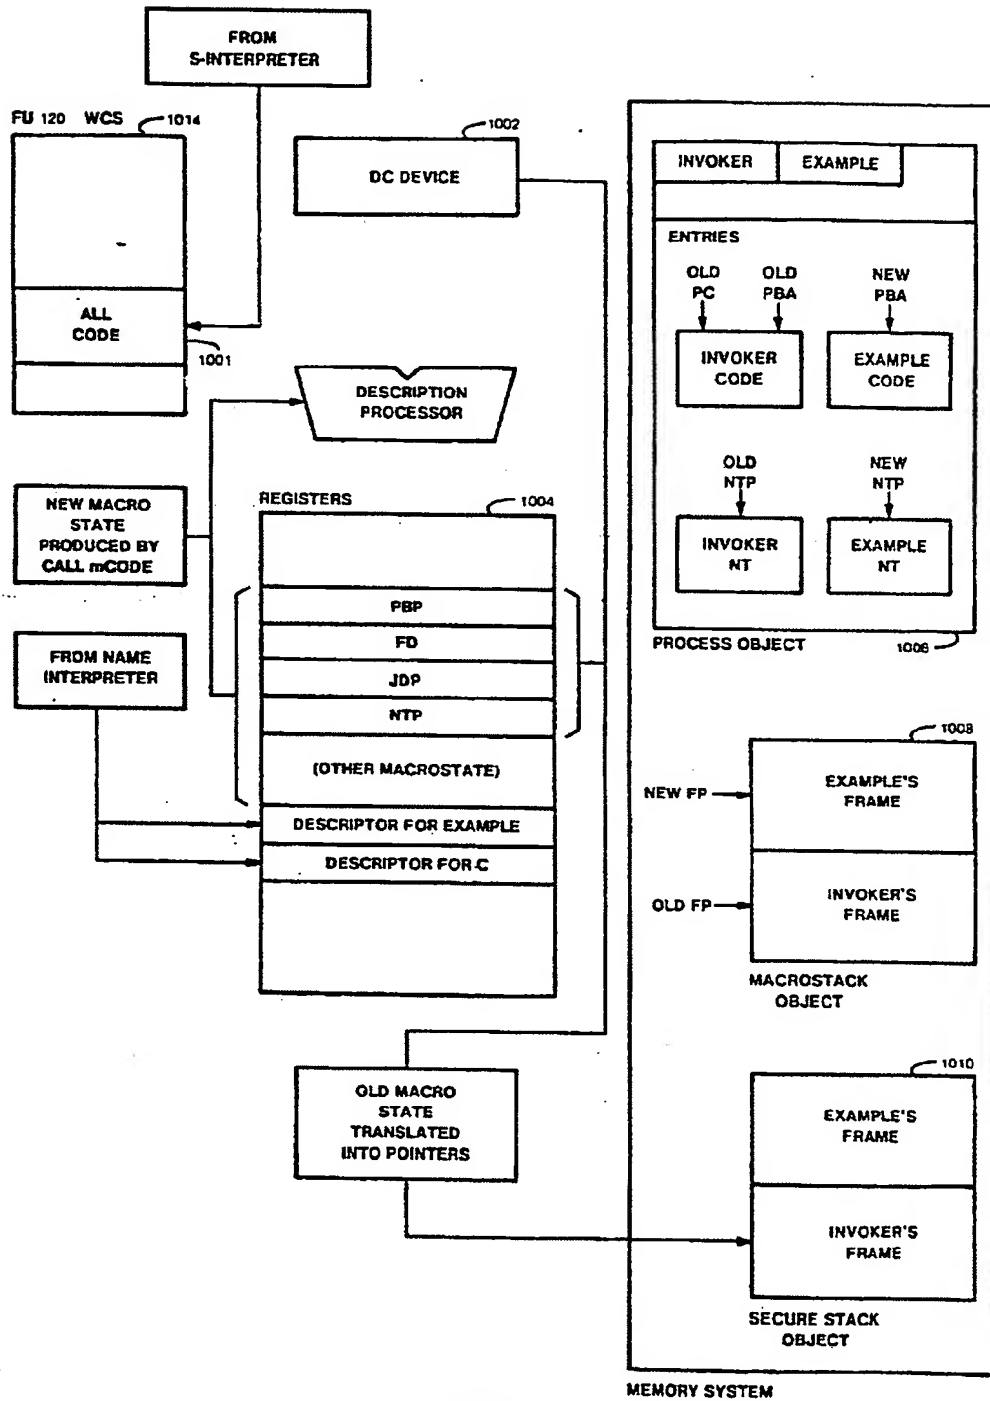 FROM
S-INTERPRETER
FU 120 WCS 1014
ALL
CODE
1001
1002
DC DEVICE
DESCRIPTION
PROCESSOR
NEW MACRO
STATE
PRODUCED BY
CALL mCODE
FROM NAME
INTERPRETER
REGISTERS
1004
PBP
FD
JDP
NTP
(OTHER MACROSTATE)
DESCRIPTOR FOR EXAMPLE
DESCRIPTOR FOR C
OLD MACRO
STATE
TRANSLATED
INTO POINTERS
INVOKER EXAMPLE
ENTRIES
OLD
PC
OLD
PBA
NEW
PBA
INVOKER
CODE
EXAMPLE
CODE
OLD
NTP
NEW
NTP
INVOKER
NT
EXAMPLE
NT
PROCESS OBJECT
1006
1008
NEW FP
EXAMPLE'S
FRAME
OLD FP
INVOKER'S
FRAME
MACROSTACK
OBJECT
1010
EXAMPLE'S
FRAME
INVOKER'S
FRAME
SECURE STACK
OBJECT
MEMORY SYSTEM